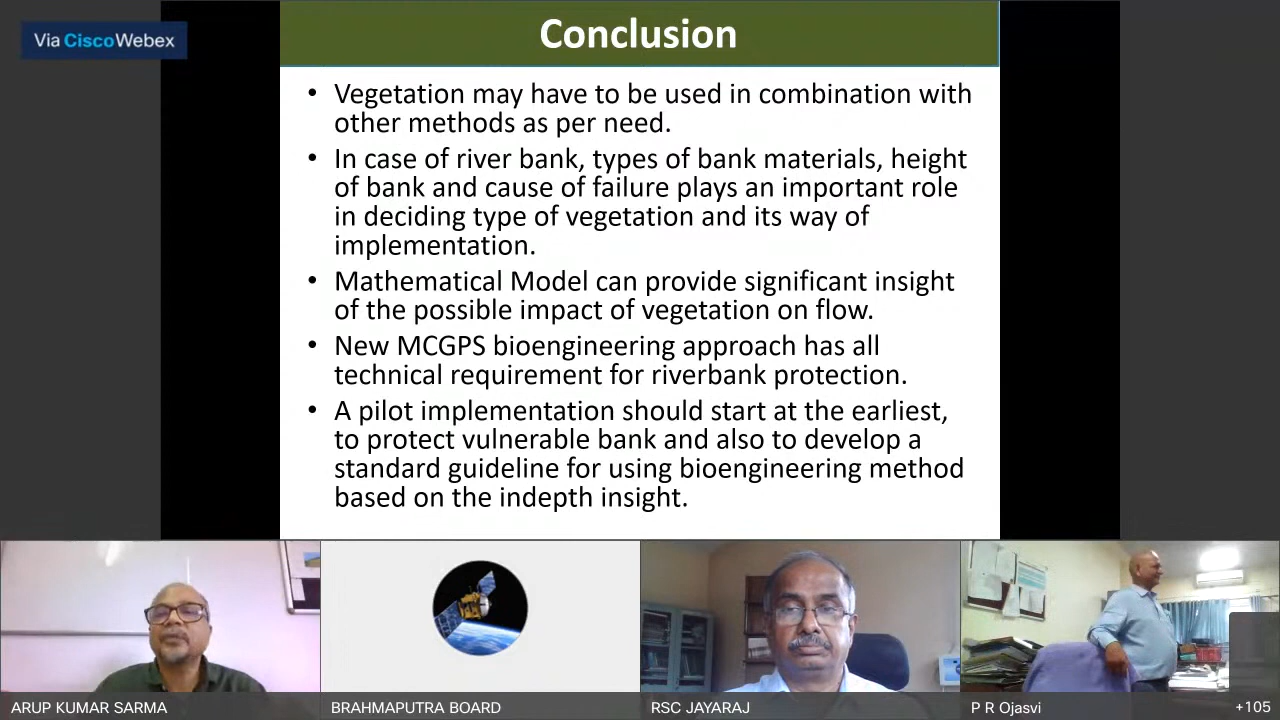 Via CiscoWebex
Conclusion
• Vegetation may have to be used in combination with
other methods as per need.
• In case of river bank, types of bank materials, height
of bank and cause of failure plays an important role
in deciding type of vegetation and its way of
implementation.
• Mathematical Model can provide significant insight
of the possible impact of vegetation on flow.
• New MCGPS bioengineering approach has all
technical requirement for riverbank protection.
• A pilot implementation should start at the earliest,
to protect vulnerable bank and also to develop a
standard guideline for using bioengineering method
based on the indepth insight.
ARUP KUMAR SARMA
BRAHMAPUTRA BOARD
RSC JAYARAJ
P R Ojasvi
+105